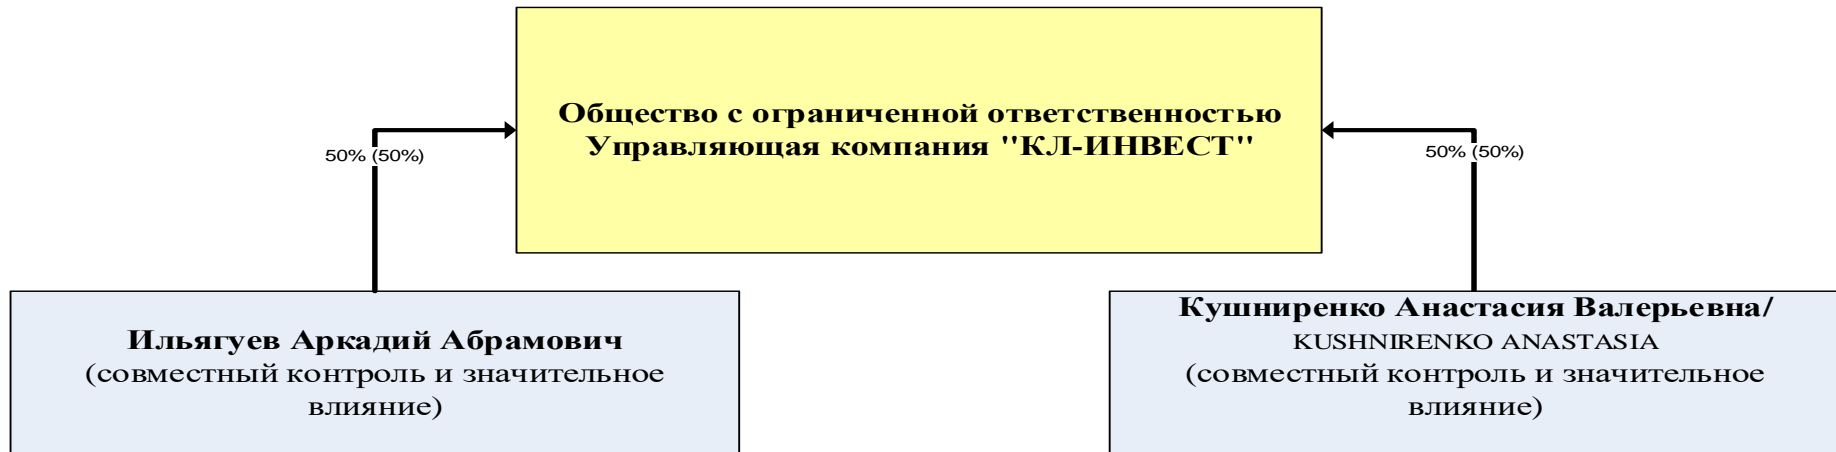 Общество с ограниченной ответственностью
Управляющая компания "КЛ-ИНВЕСТ"
50% (50%)
50% (50%)
Ильягуев Аркадий Абрамович
(совместный контроль и значительное
влияние)
Кушниренко Анастасия Валерьевна/
KUSHNIRENKO ANASTASIA
(совместный контроль и значительное
влияние)